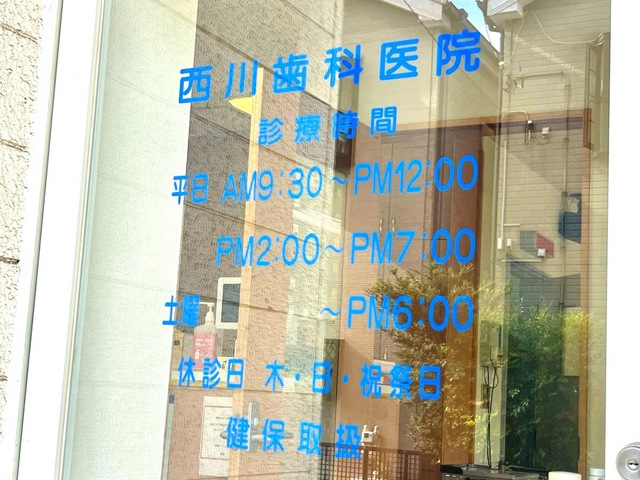 西川歯科医院
診療時間
平日 AM9:30～PM12:00
PM2:00～PM7:00
土曜 ～PM6:00
休診日 木・日・祝祭日
健保取扱